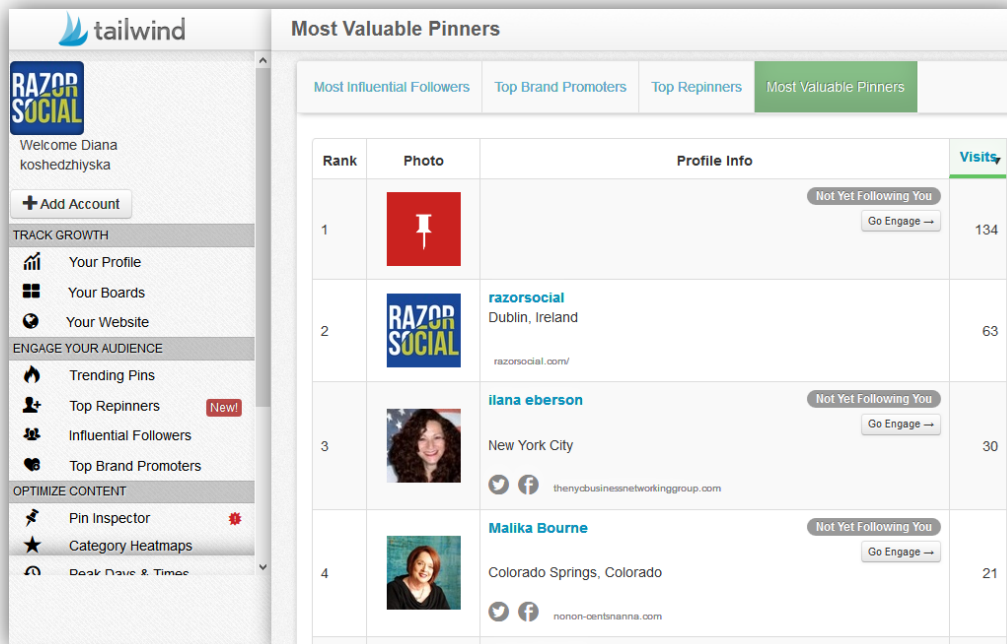 tailwind
Most Valuable Pinners
RAZOR
SOCIAL
Welcome Diana
koshedzhiyska
Add Account
TRACK GROWTH
Your Profile
Your Boards
Your Website
ENGAGE YOUR AUDIENCE
Trending Pins
Top Repinners New!
Influential Followers
Top Brand Promoters
OPTIMIZE CONTENT
Pin Inspector
Category Heatmaps
Peak Days & Times
Most Influential Followers Top Brand Promoters Top Repinners Most Valuable Pinners
Rank Photo Profile Info Visits
1 Not Yet Following You
Go Engage → 134
2 RAZOR SOCIAL razorsocial
Dublin, Ireland
razorsocial.com/ 63
3 ilana eberson Not Yet Following You
Go Engage →
New York City 30
thenycbusinessnetworkinggroup.com
4 Malika Bourne Not Yet Following You
Go Engage →
Colorado Springs, Colorado 21
nonon-centsnanna.com